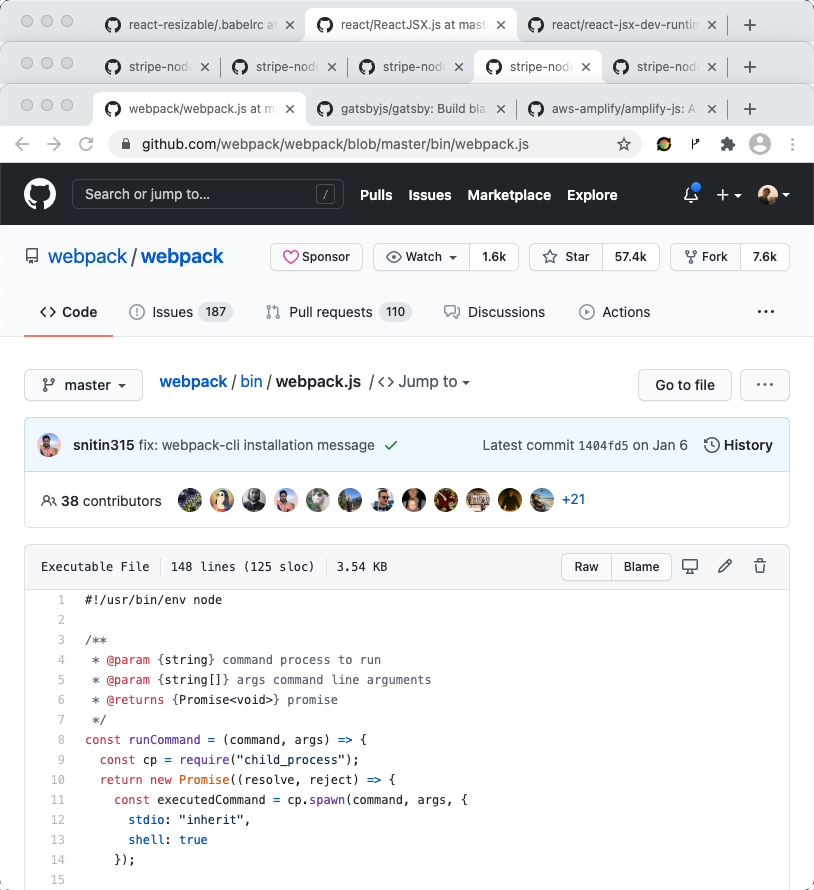 react-resizable/.babelrc at
react/ReactJSX.js at mast
react/react-jsx-dev-runtim
stripe-node
stripe-node
stripe-node
stripe-node
stripe-node
webpack/webpack.js at m
gatsbyjs/gatsby: Build bla
aws-amplify/amplify-js: A
github.com/webpack/webpack/blob/master/bin/webpack.js
Search or jump to... /
Pulls Issues Marketplace Explore
webpack / webpack
Sponsor Watch 1.6k Star 57.4k Fork 7.6k
<> Code Issues 187 Pull requests 110 Discussions Actions ...
master webpack / bin / webpack.js / <> Jump to Go to file ...
snitin315 fix: webpack-cli installation message Latest commit 1404fd5 on Jan 6 History
38 contributors +21
Executable File 148 lines (125 sloc) 3.54 KB Raw Blame
1 #!/usr/bin/env node
2
3 /**
4  * @param {string} command process to run
5  * @param {string[]} args command line arguments
6  * @returns {Promise<void>} promise
7  */
8 const runCommand = (command, args) => {
9   const cp = require("child_process");
10   return new Promise((resolve, reject) => {
11     const executedCommand = cp.spawn(command, args, {
12       stdio: "inherit",
13       shell: true
14     });
15